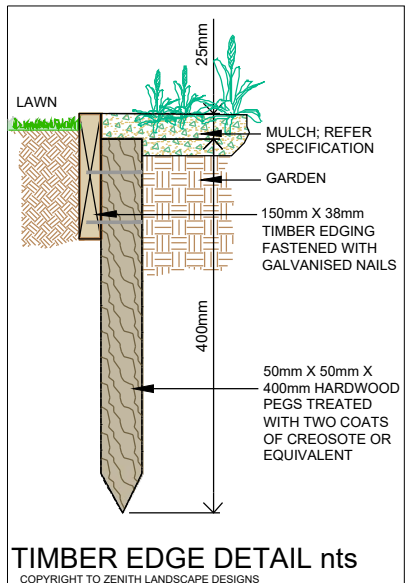 25mm
LAWN
MULCH; REFER
SPECIFICATION
GARDEN
150mm X 38mm
TIMBER EDGING
FASTENED WITH
GALVANISED NAILS
400mm
50mm X 50mm X
400mm HARDWOOD
PEGS TREATED
WITH TWO COATS
OF CREOSOTE OR
EQUIVALENT
TIMBER EDGE DETAIL nts
COPYRIGHT TO ZENITH LANDSCAPE DESIGNS